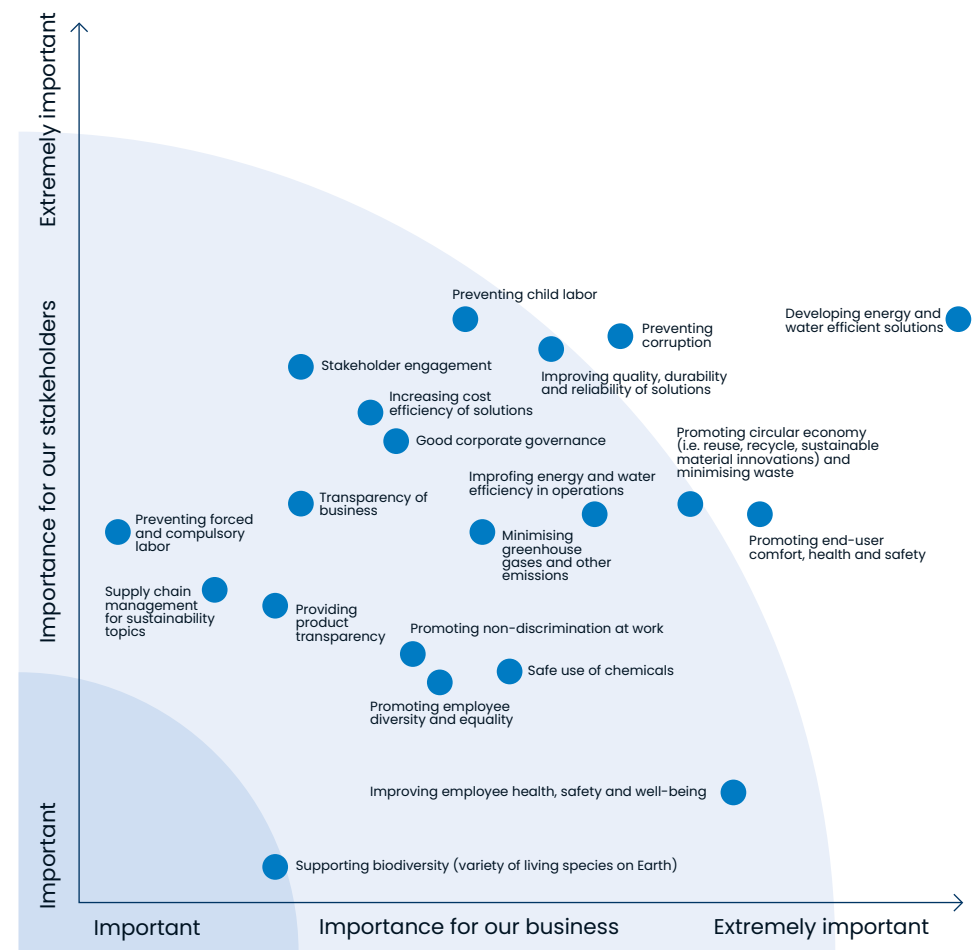 Extremely important
Importance for our stakeholders
Important
Preventing child labor
Developing energy and
water efficient solutions
Preventing
corruption
Stakeholder engagement
Improving quality, durability
and reliability of solutions
Increasing cost
efficiency of solutions
Good corporate governance
Promoting circular economy
(i.e. reuse, recycle, sustainable
material innovations) and
minimising waste
Improfing energy and water
efficiency in operations
Transparency of
business
Preventing forced
and compulsory
labor
Minimising
greenhouse
gases and other
emissions
Promoting end-user
comfort, health and safety
Supply chain
management
for sustainability
topics
Providing
product
transparency
Promoting non-discrimination at work
Safe use of chemicals
Promoting employee
diversity and equality
Improving employee health, safety and well-being
Supporting biodiversity (variety of living species on Earth)
Important
Importance for our business
Extremely important